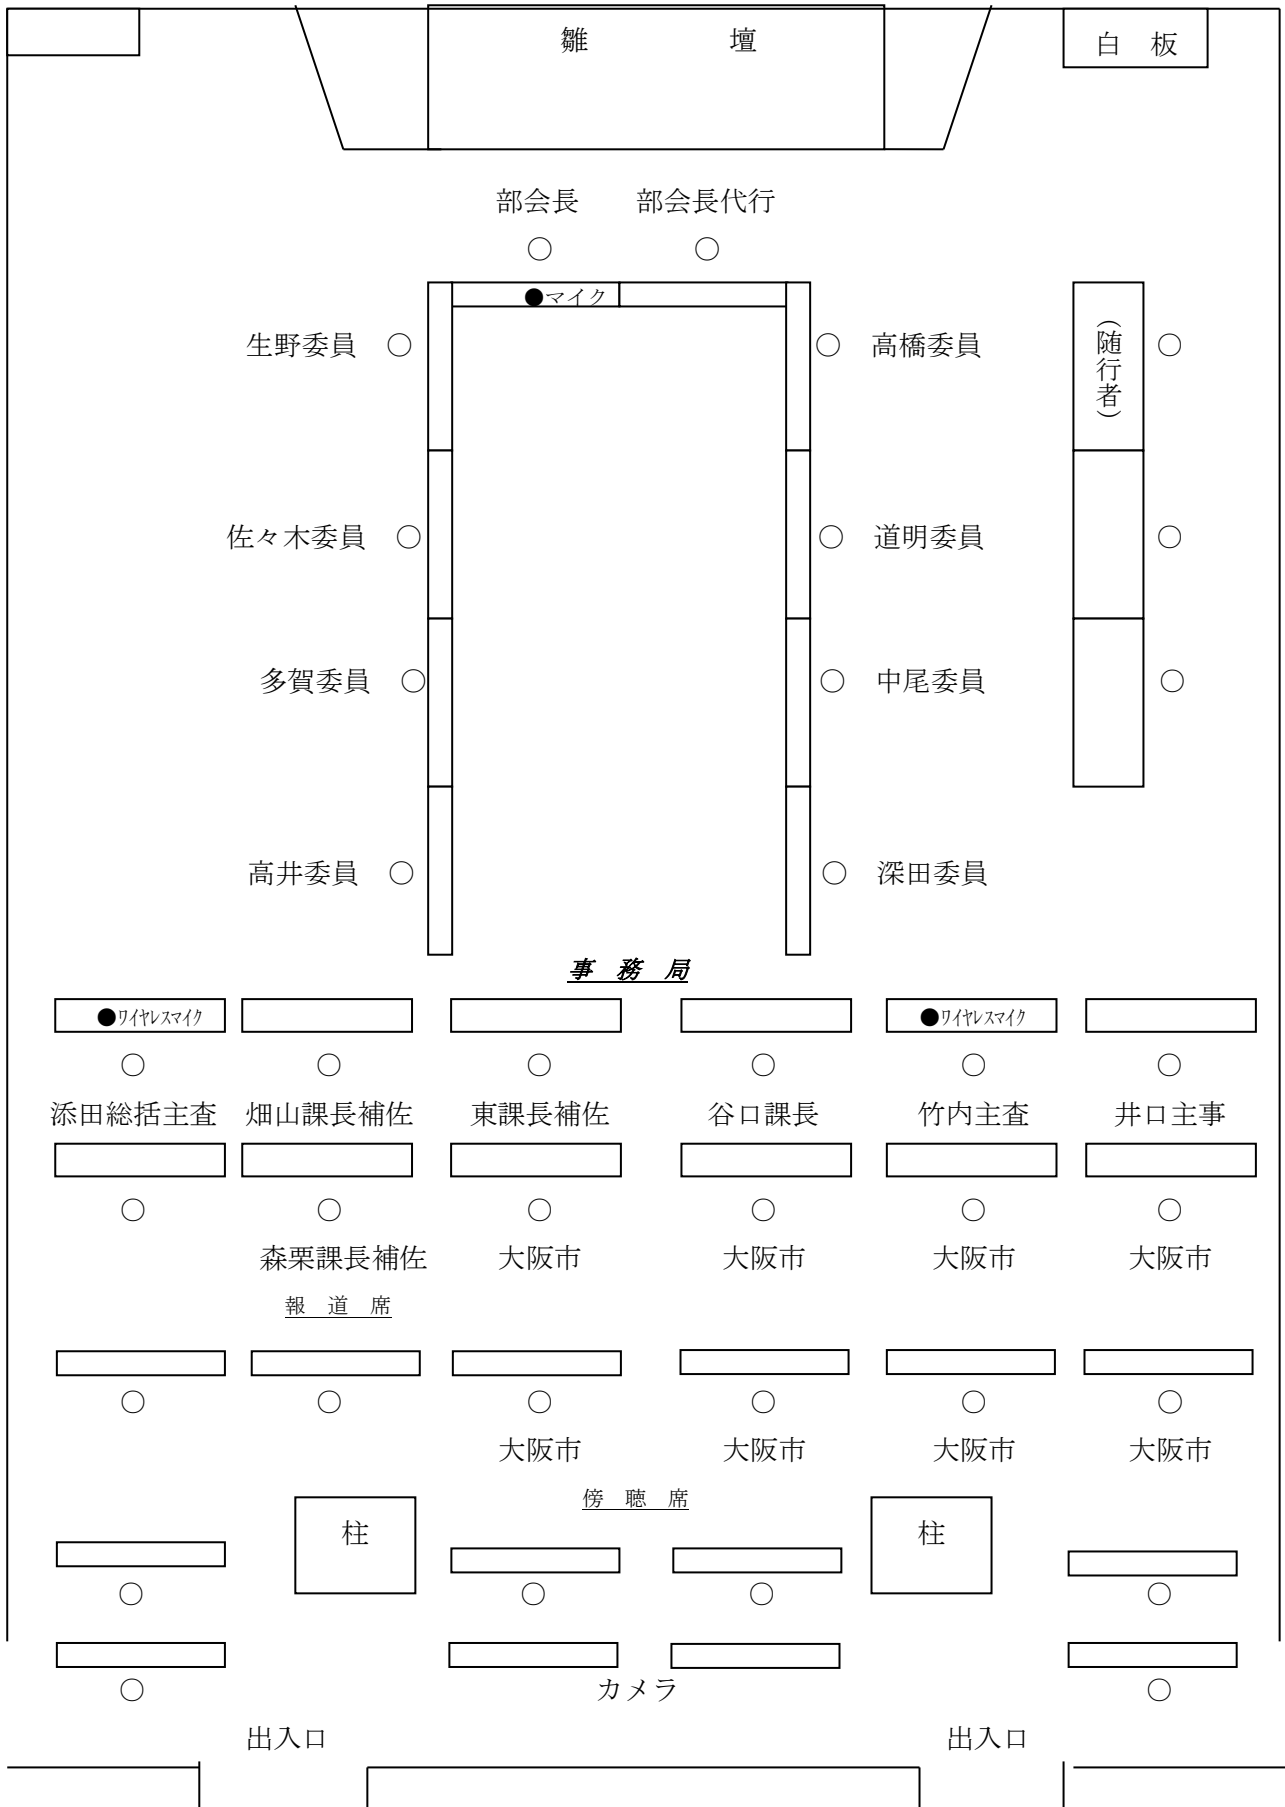 雛　壇
白　板
部会長　部会長代行
○　○
●マイク
生野委員　○　○　高橋委員　（随行者）　○
佐々木委員　○　○　道明委員　○
多賀委員　○　○　中尾委員　○
高井委員　○　○　深田委員
事　務　局
●ワイヤレスマイク　●ワイヤレスマイク
○　○　○　○　○　○
添田総括主査　畑山課長補佐　東課長補佐　谷口課長　竹内主査　井口主事
○　○　○　○　○　○
森栗課長補佐　大阪市　大阪市　大阪市　大阪市
報　道　席
○　○　○　○　○　○
大阪市　大阪市　大阪市　大阪市
傍　聴　席
柱　柱
○　○　○　○
カメラ
○　○
出入口　出入口